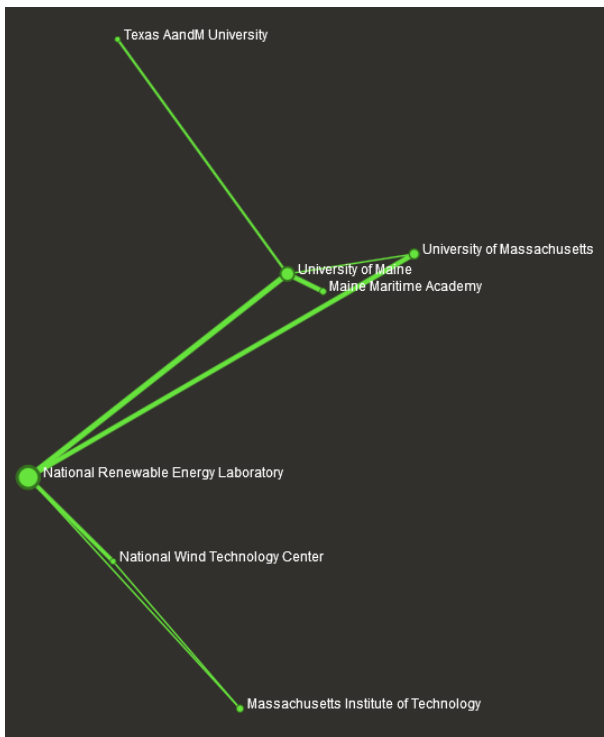 Texas AandM University
University of Massachusetts
University of Maine
Maine Maritime Academy
National Renewable Energy Laboratory
National Wind Technology Center
Massachusetts Institute of Technology